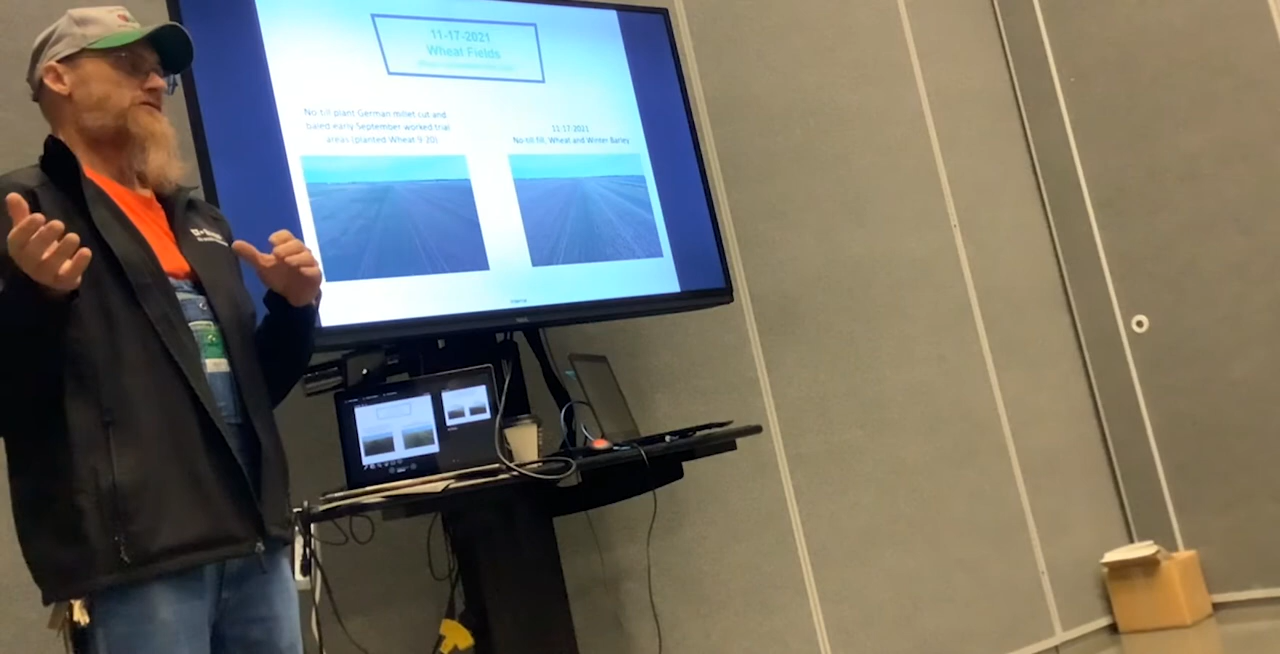 11-17-2021
Wheat Fields
No-till plant German millet cut and
baled early September worked trial
areas (planted Wheat 9-20)
11-17-2021
No-till fill, Wheat and Winter Barley